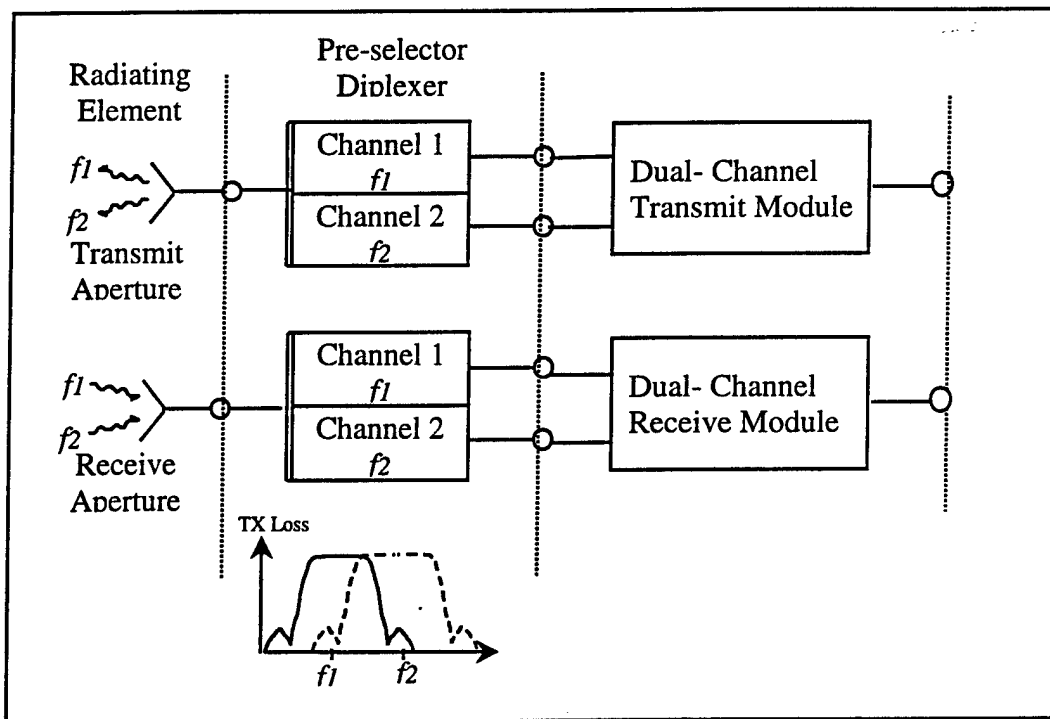 Radiating
Element
f1
f2
Transmit
Aperture
Pre-selector
Diplexer
Channel 1
f1
Channel 2
f2
Dual- Channel
Transmit Module
f1
f2
Receive
Aperture
Channel 1
f1
Channel 2
f2
Dual- Channel
Receive Module
TX Loss
f1
f2